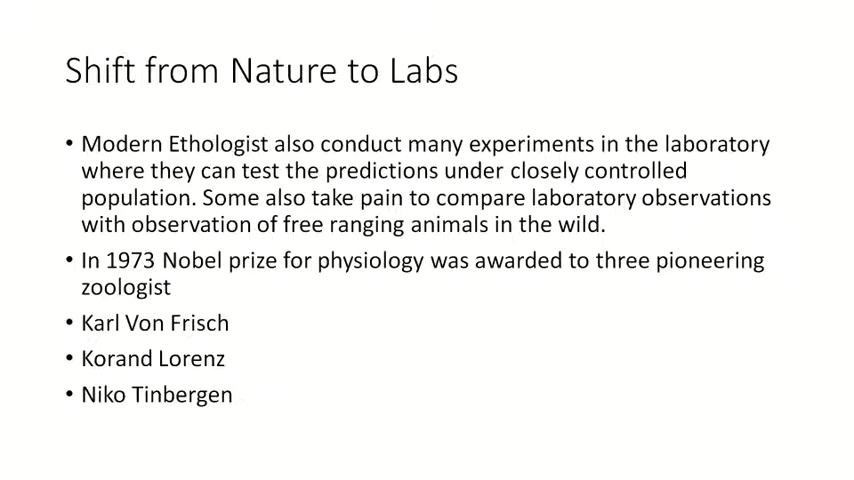 Shift from Nature to Labs
• Modern Ethologist also conduct many experiments in the laboratory
where they can test the predictions under closely controlled
population. Some also take pain to compare laboratory observations
with observation of free ranging animals in the wild.
• In 1973 Nobel prize for physiology was awarded to three pioneering
zoologist
• Karl Von Frisch
• Korand Lorenz
• Niko Tinbergen